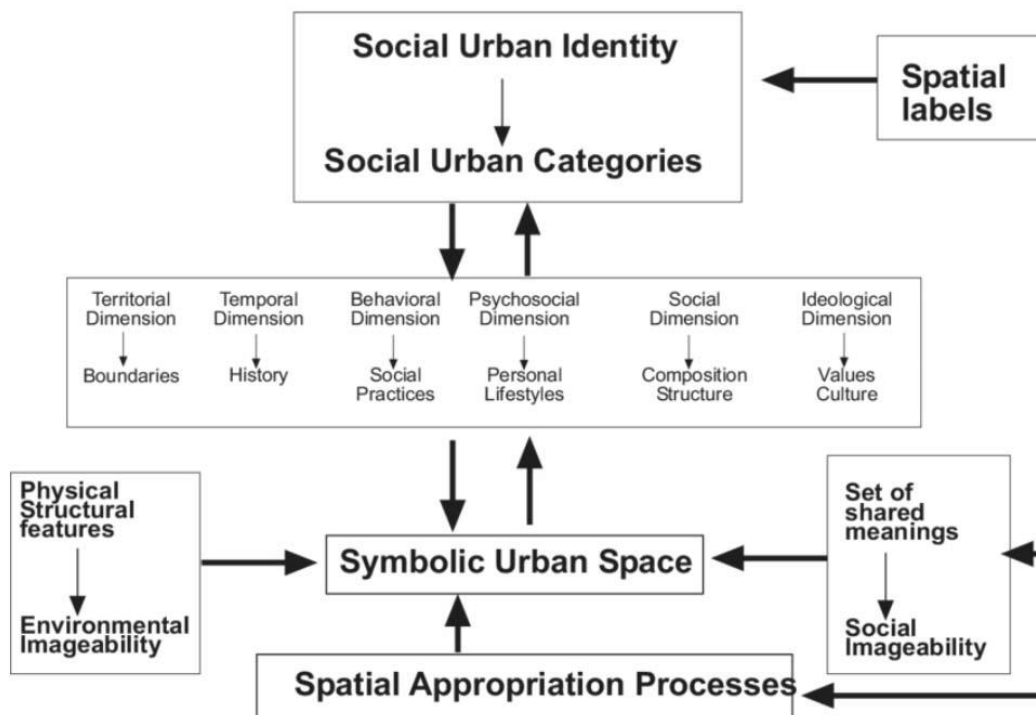 Social Urban Identity
Spatial
labels
Social Urban Categories
Territorial
Dimension
Boundaries
Temporal
Dimension
History
Behavioral
Dimension
Social
Practices
Psychosocial
Dimension
Personal
Lifestyles
Social
Dimension
Composition
Structure
Ideological
Dimension
Values
Culture
Physical
Structural
features
Environmental
Imageability
Symbolic Urban Space
Set of
shared
meanings
Social
Imageability
Spatial Appropriation Processes